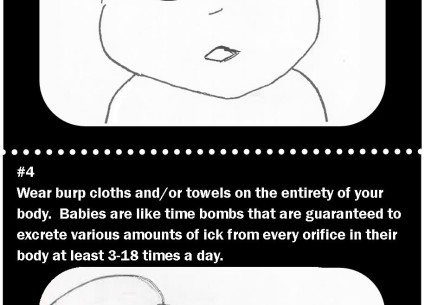 #4
Wear burp cloths and/or towels on the entirety of your
body.  Babies are like time bombs that are guaranteed to
excrete various amounts of ick from every orifice in their
body at least 3-18 times a day.